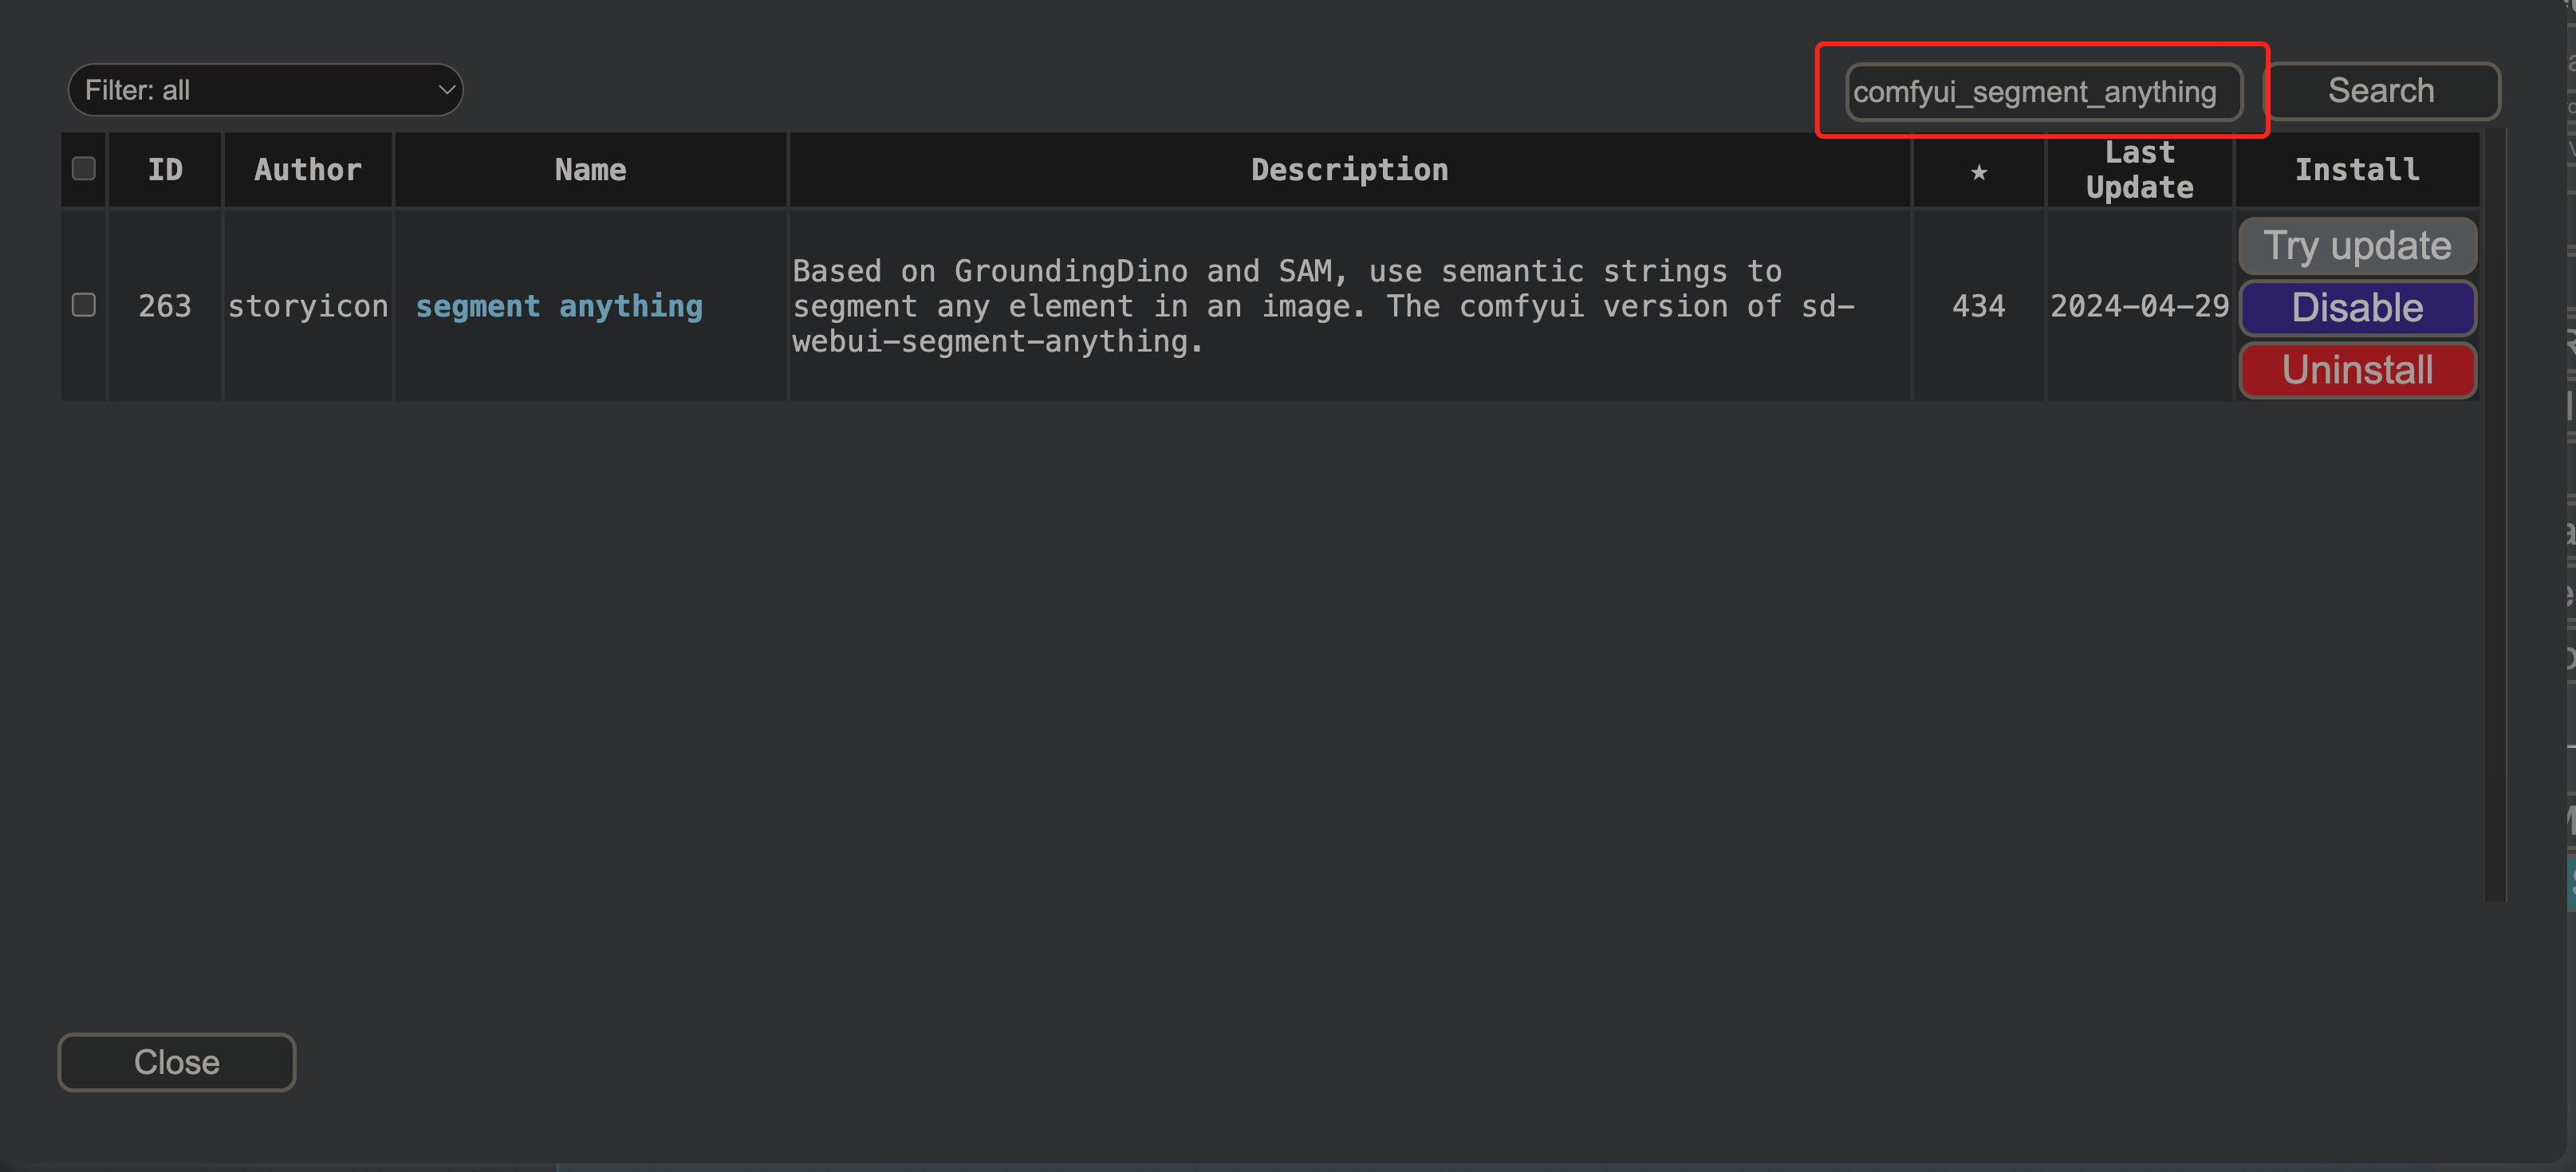 Filter: all
comfyui_segment_anything
Search
ID
Author
Name
Description
★
Last
Update
Install
263
storyicon
segment anything
Based on GroundingDino and SAM, use semantic strings to
segment any element in an image. The comfyui version of sd-
webui-segment-anything.
434
2024-04-29
Try update
Disable
Uninstall
Close